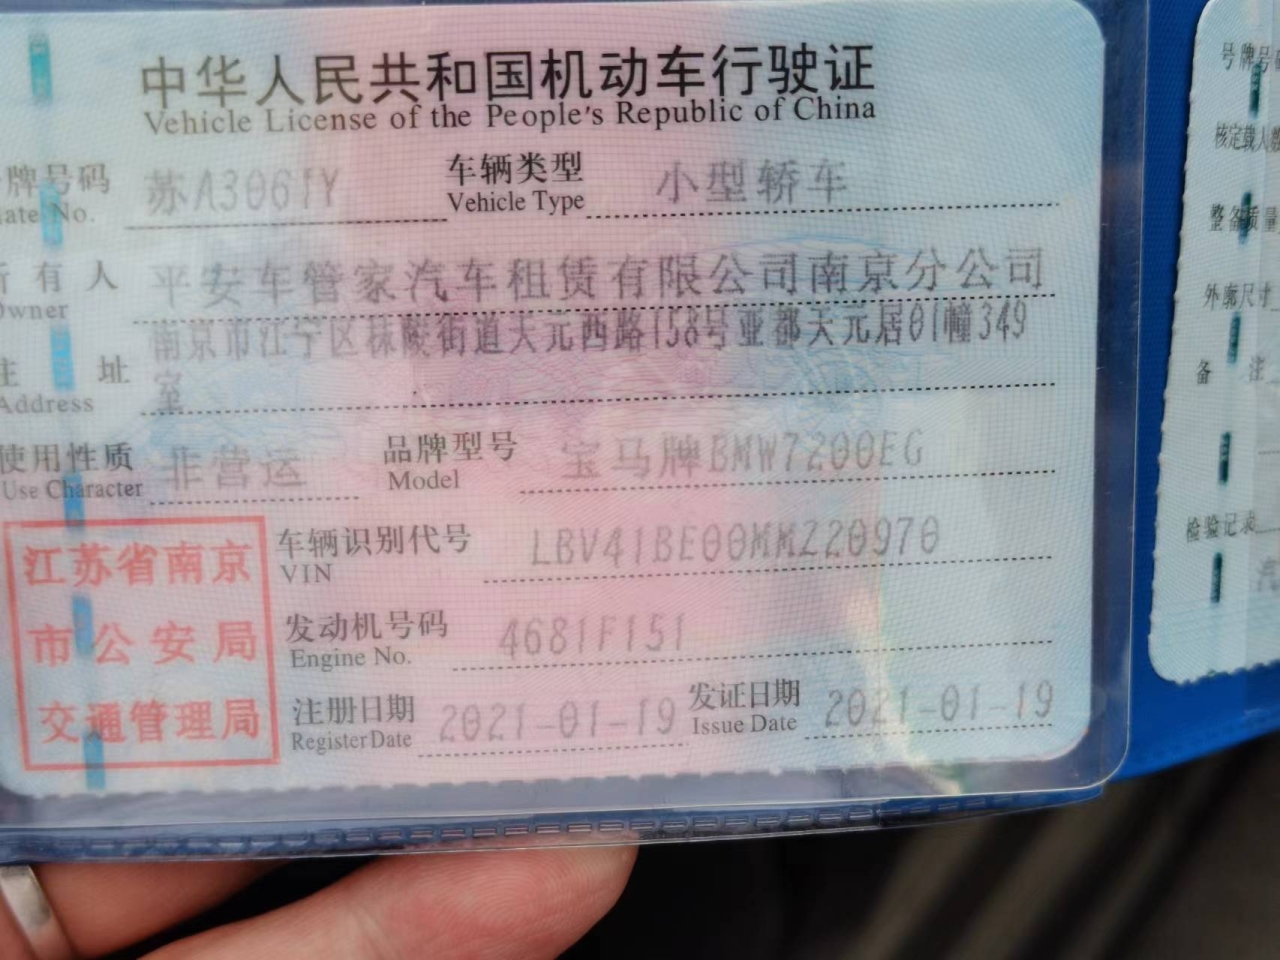 中华人民共和国机动车行驶证
Vehicle License of the People's Republic of China
牌号码 苏A3061Y 车辆类型 小型轿车
No. Vehicle Type
有人 平安车管家汽车租赁有限公司南京分公司
Owner
址 南京市江宁区秣陵街道天元西路158号亚都天元居01幢349
室
Address
使用性质 非营运 品牌型号 宝马牌BMW7200EG
Use Character Model
江苏省南京
市公安局
交通管理局
车辆识别代号 LBV41BE00MMZ20970
VIN
发动机号码 4681F151
Engine No.
注册日期 2021-01-19 发证日期 2021-01-19
Register Date Issue Date
号牌号
核定载人
整备质量
外廓尺寸
备 注
检验记录